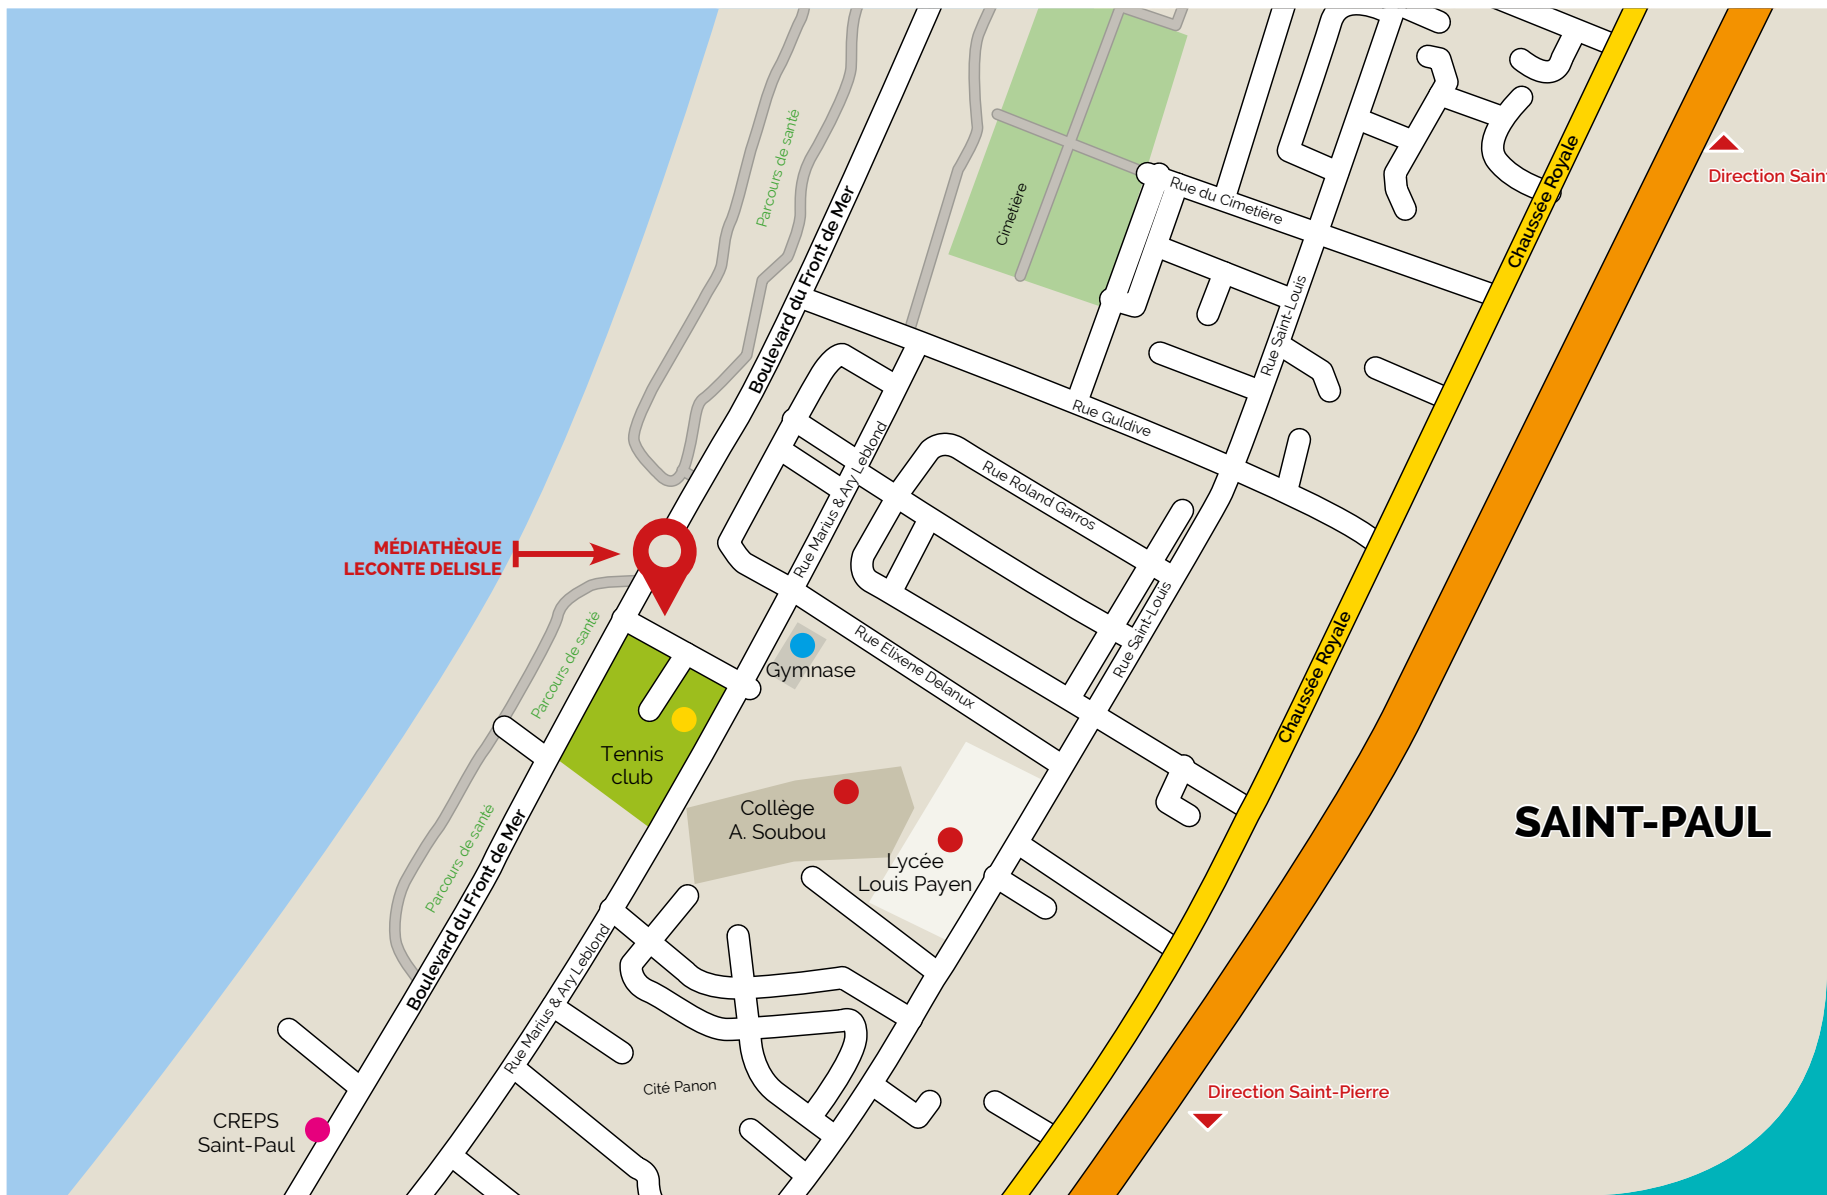 Parcours de santé
Boulevard du Front de Mer
Cimetière
Rue du Cimetière
Chaussée Royale
Direction Sain
Rue Saint-Louis
Rue Guldive
Rue Marius & Ary Leblond
Rue Roland Garros
MÉDIATHÈQUE
LECONTE DELISLE
Parcours de santé
Gymnase
Rue Elixene Delanux
Rue Saint-Louis
Chaussée Royale
Tennis
club
Collège
A. Soubou
Lycée
Louis Payen
SAINT-PAUL
Parcours de santé
Boulevard du Front de Mer
Rue Marius & Ary Leblond
Cité Panon
Direction Saint-Pierre
CREPS
Saint-Paul